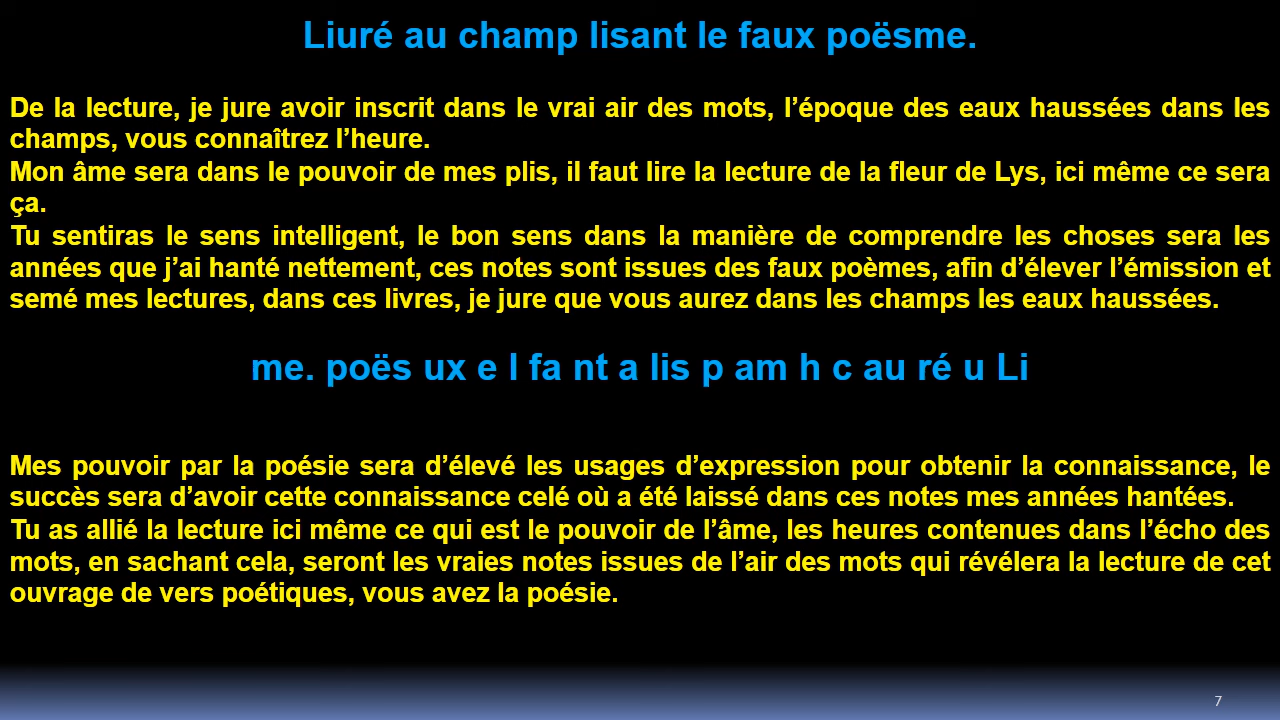 Liuré au champ lisant le faux poësme.
De la lecture, je jure avoir inscrit dans le vrai air des mots, l’époque des eaux haussées dans les
champs, vous connaîtrez l’heure.
Mon âme sera dans le pouvoir de mes plis, il faut lire la lecture de la fleur de Lys, ici même ce sera
ça.
Tu sentiras le sens intelligent, le bon sens dans la manière de comprendre les choses sera les
années que j’ai hanté nettement, ces notes sont issues des faux poèmes, afin d’élever l’émission et
semé mes lectures, dans ces livres, je jure que vous aurez dans les champs les eaux haussées.
me. poës ux e l fa nt a lis p am h c au ré u Li
Mes pouvoir par la poésie sera d’élevé les usages d’expression pour obtenir la connaissance, le
succès sera d’avoir cette connaissance celé où a été laissé dans ces notes mes années hantées.
Tu as allié la lecture ici même ce qui est le pouvoir de l’âme, les heures contenues dans l’écho des
mots, en sachant cela, seront les vraies notes issues de l’air des mots qui révélera la lecture de cet
ouvrage de vers poétiques, vous avez la poésie.
7